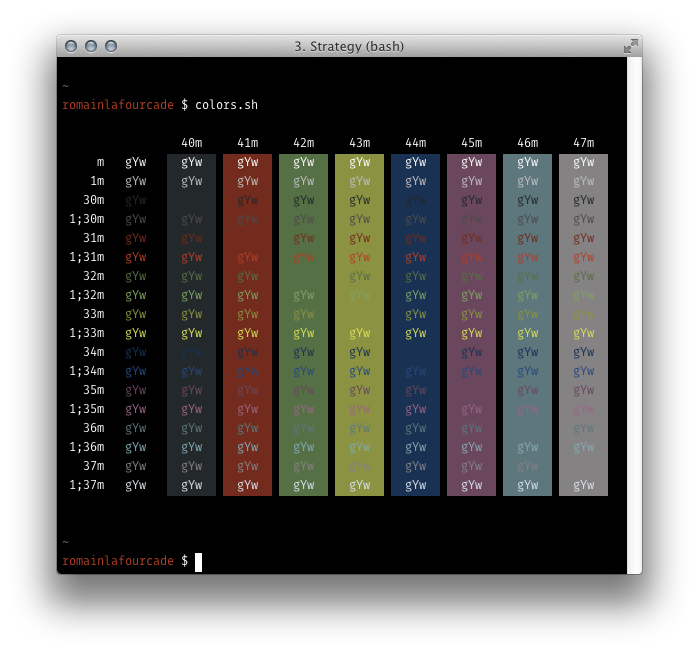 3. Strategy (bash)
~
romainlafourcade $ colors.sh
40m 41m 42m 43m 44m 45m 46m 47m
m gYw gYw gYw gYw gYw gYw gYw gYw gYw
1m gYw gYw gYw gYw gYw gYw gYw gYw gYw
30m gYw gYw gYw gYw gYw gYw gYw gYw
1;30m gYw gYw gYw gYw gYw gYw gYw gYw gYw
31m gYw gYw gYw gYw gYw gYw gYw gYw
1;31m gYw gYw gYw gYw gYw gYw gYw gYw gYw
32m gYw gYw gYw gYw gYw gYw gYw gYw
1;32m gYw gYw gYw gYw gYw gYw gYw gYw gYw
33m gYw gYw gYw gYw gYw gYw gYw gYw
1;33m gYw gYw gYw gYw gYw gYw gYw gYw gYw
34m gYw gYw gYw gYw gYw gYw gYw gYw
1;34m gYw gYw gYw gYw gYw gYw gYw gYw gYw
35m gYw gYw gYw gYw gYw gYw gYw gYw
1;35m gYw gYw gYw gYw gYw gYw gYw gYw gYw
36m gYw gYw gYw gYw gYw gYw gYw gYw
1;36m gYw gYw gYw gYw gYw gYw gYw gYw gYw
37m gYw gYw gYw gYw gYw gYw gYw gYw
1;37m gYw gYw gYw gYw gYw gYw gYw gYw gYw
~
romainlafourcade $